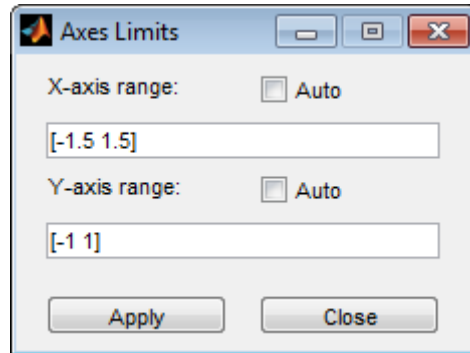 Axes Limits
X-axis range: Auto
[-1.5 1.5]
Y-axis range: Auto
[-1 1]
Apply Close